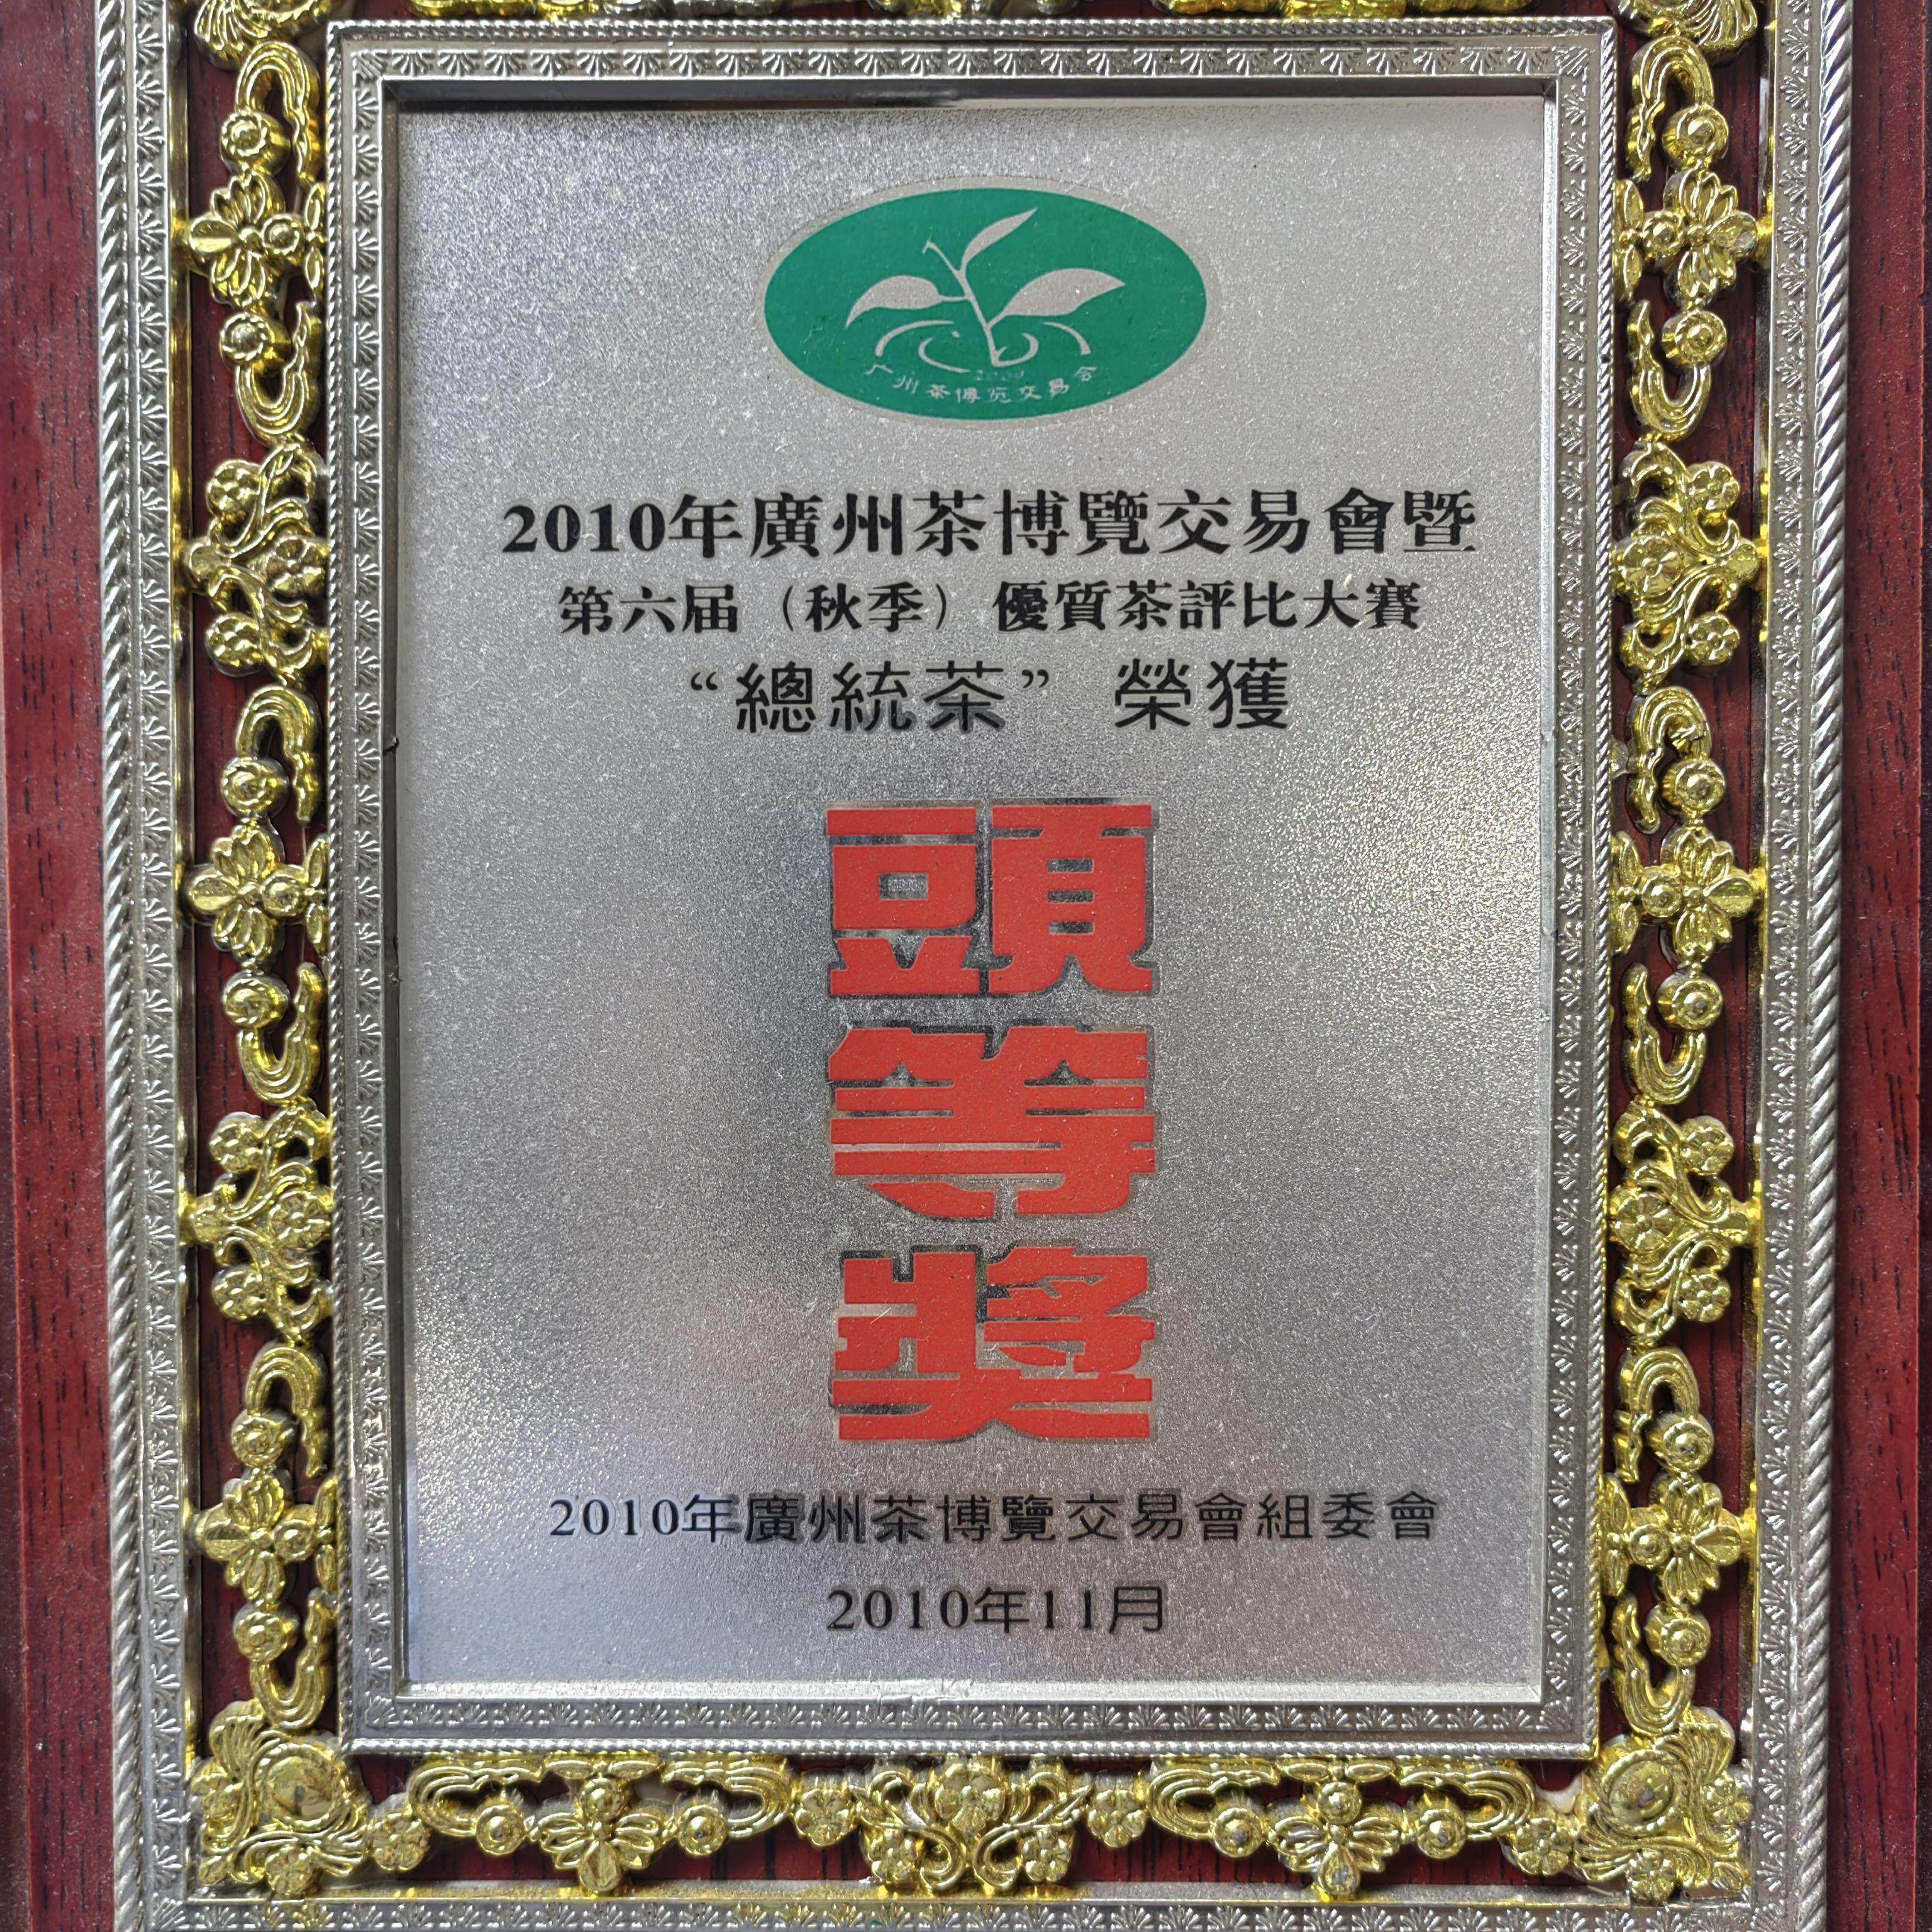 广州茶博览交易会
2010年廣州茶博覽交易會暨
第六届（秋季）優質茶評比大賽
“總統茶” 榮獲
頭
等
獎
2010年廣州茶博覽交易會組委會
2010年11月